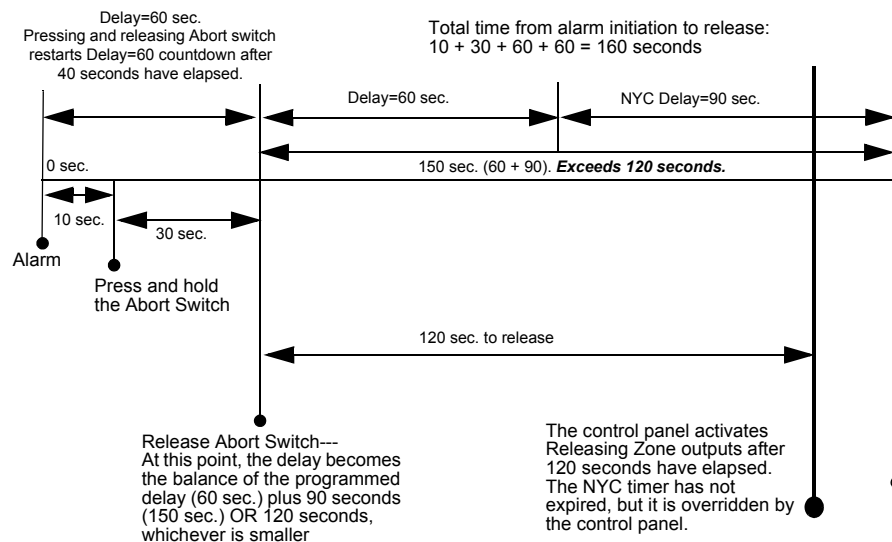 Delay=60 sec.
Pressing and releasing Abort switch
restarts Delay=60 countdown after
40 seconds have elapsed.
Total time from alarm initiation to release:
10 + 30 + 60 + 60 = 160 seconds
Delay=60 sec.
NYC Delay=90 sec.
0 sec.
150 sec. (60 + 90). Exceeds 120 seconds.
10 sec.
30 sec.
Alarm
Press and hold
the Abort Switch
120 sec. to release
Release Abort Switch---
At this point, the delay becomes
the balance of the programmed
delay (60 sec.) plus 90 seconds
(150 sec.) OR 120 seconds,
whichever is smaller
The control panel activates
Releasing Zone outputs after
120 seconds have elapsed.
The NYC timer has not
expired, but it is overridden by
the control panel.